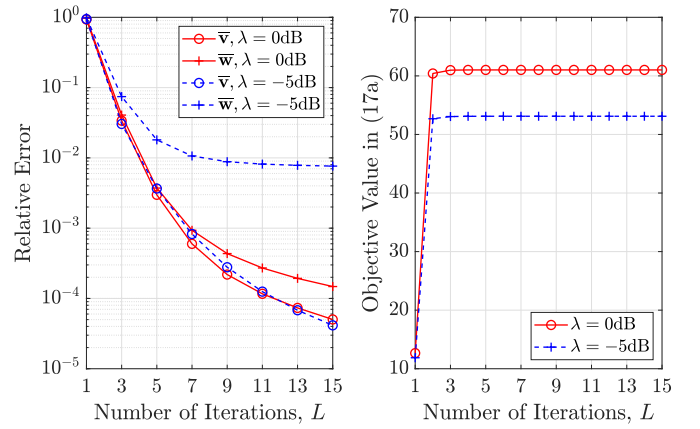 10⁰
10⁻¹
10⁻²
10⁻³
10⁻⁴
10⁻⁵
Relative Error
1 3 5 7 9 11 13 15
Number of Iterations, L
v̅, λ = 0dB
w̅, λ = 0dB
v̅, λ = −5dB
w̅, λ = −5dB
70
60
50
40
30
20
10
Objective Value in (17a)
1 3 5 7 9 11 13 15
Number of Iterations, L
λ = 0dB
λ = −5dB